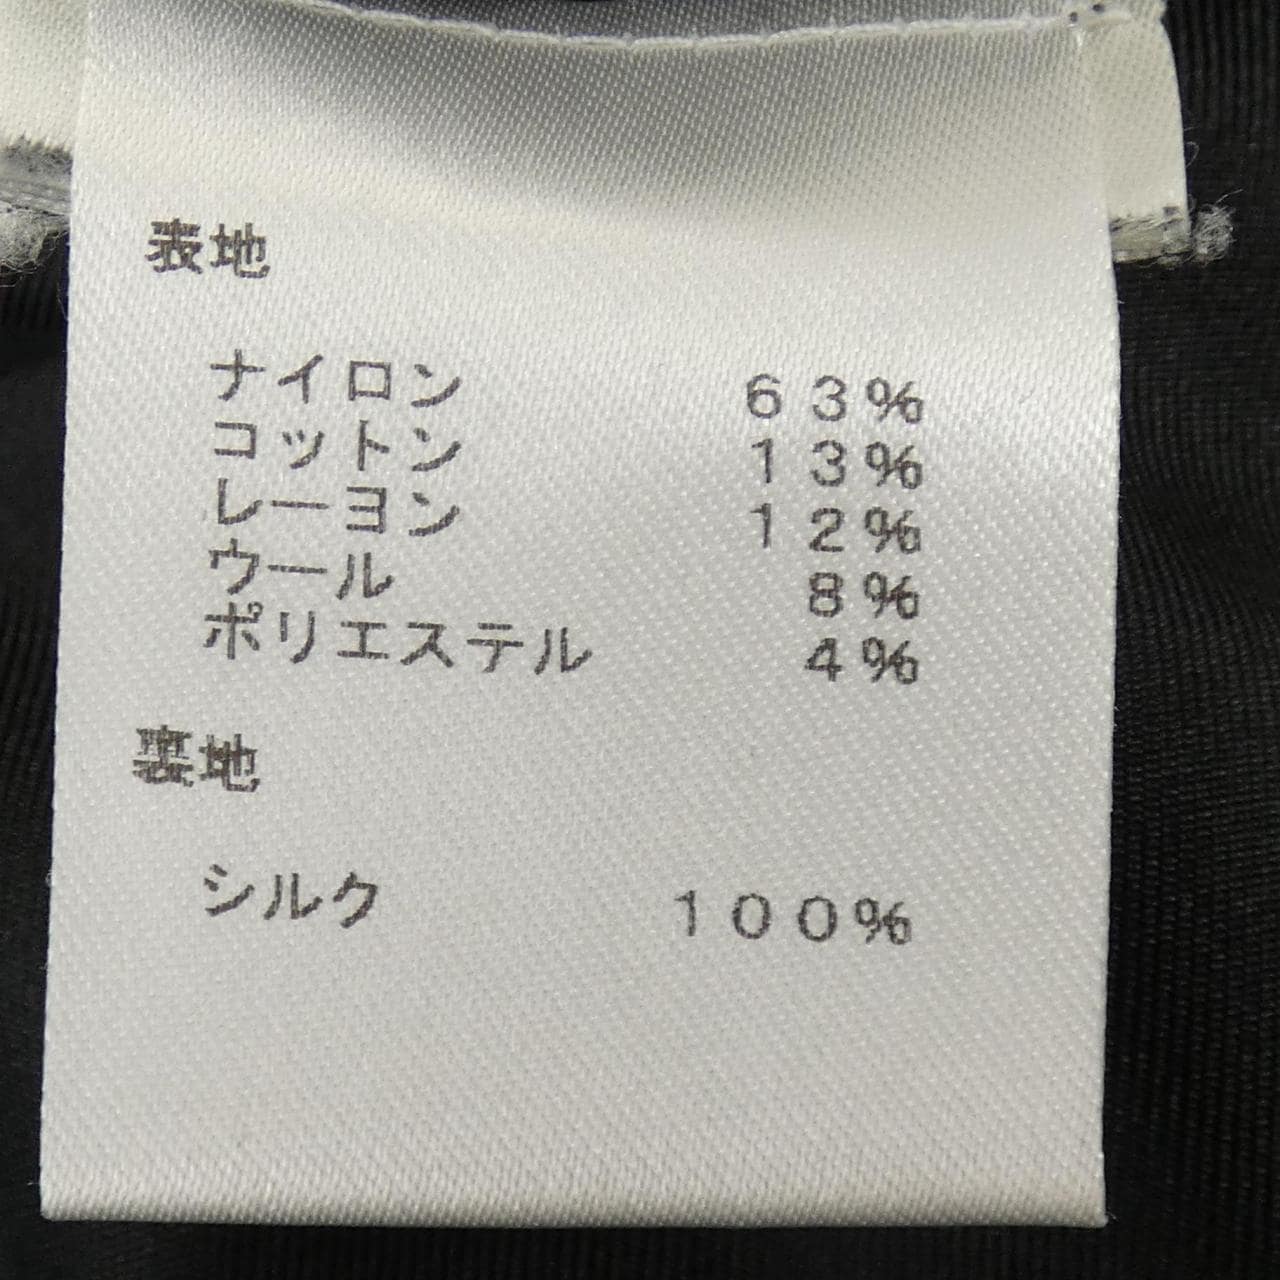 表地
ナイロン 63%
コットン 13%
レーヨン 12%
ウール 8%
ポリエステル 4%
裏地
シルク 100%